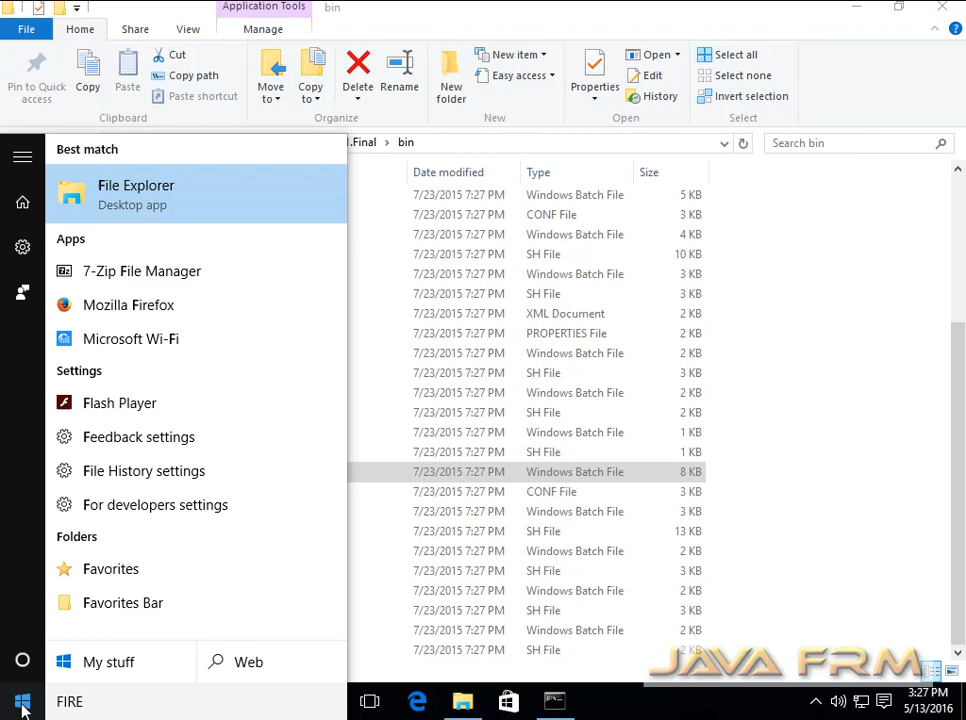 Application Tools
bin
File
Home
Share
View
Manage
Pin to Quick access
Copy
Paste
Cut
Copy path
Paste shortcut
Clipboard
Move to
Copy to
Delete
Rename
Organize
New folder
New item
Easy access
New
Properties
Open
Edit
History
Open
Select all
Select none
Invert selection
Select
.Final > bin
Search bin
Date modified Type Size
7/23/2015 7:27 PM Windows Batch File 5 KB
7/23/2015 7:27 PM CONF File 3 KB
7/23/2015 7:27 PM Windows Batch File 4 KB
7/23/2015 7:27 PM SH File 10 KB
7/23/2015 7:27 PM Windows Batch File 3 KB
7/23/2015 7:27 PM SH File 3 KB
7/23/2015 7:27 PM XML Document 2 KB
7/23/2015 7:27 PM PROPERTIES File 2 KB
7/23/2015 7:27 PM Windows Batch File 2 KB
7/23/2015 7:27 PM SH File 3 KB
7/23/2015 7:27 PM Windows Batch File 2 KB
7/23/2015 7:27 PM SH File 2 KB
7/23/2015 7:27 PM Windows Batch File 1 KB
7/23/2015 7:27 PM SH File 1 KB
7/23/2015 7:27 PM Windows Batch File 8 KB
7/23/2015 7:27 PM CONF File 3 KB
7/23/2015 7:27 PM Windows Batch File 3 KB
7/23/2015 7:27 PM SH File 13 KB
7/23/2015 7:27 PM Windows Batch File 2 KB
7/23/2015 7:27 PM SH File 3 KB
7/23/2015 7:27 PM Windows Batch File 2 KB
7/23/2015 7:27 PM SH File 3 KB
7/23/2015 7:27 PM Windows Batch File 2 KB
7/23/2015 7:27 PM SH File 2 KB
Best match
File Explorer
Desktop app
Apps
7-Zip File Manager
Mozilla Firefox
Microsoft Wi-Fi
Settings
Flash Player
Feedback settings
File History settings
For developers settings
Folders
Favorites
Favorites Bar
My stuff
Web
FIRE
JAVA FRM
3:27 PM
5/13/2016